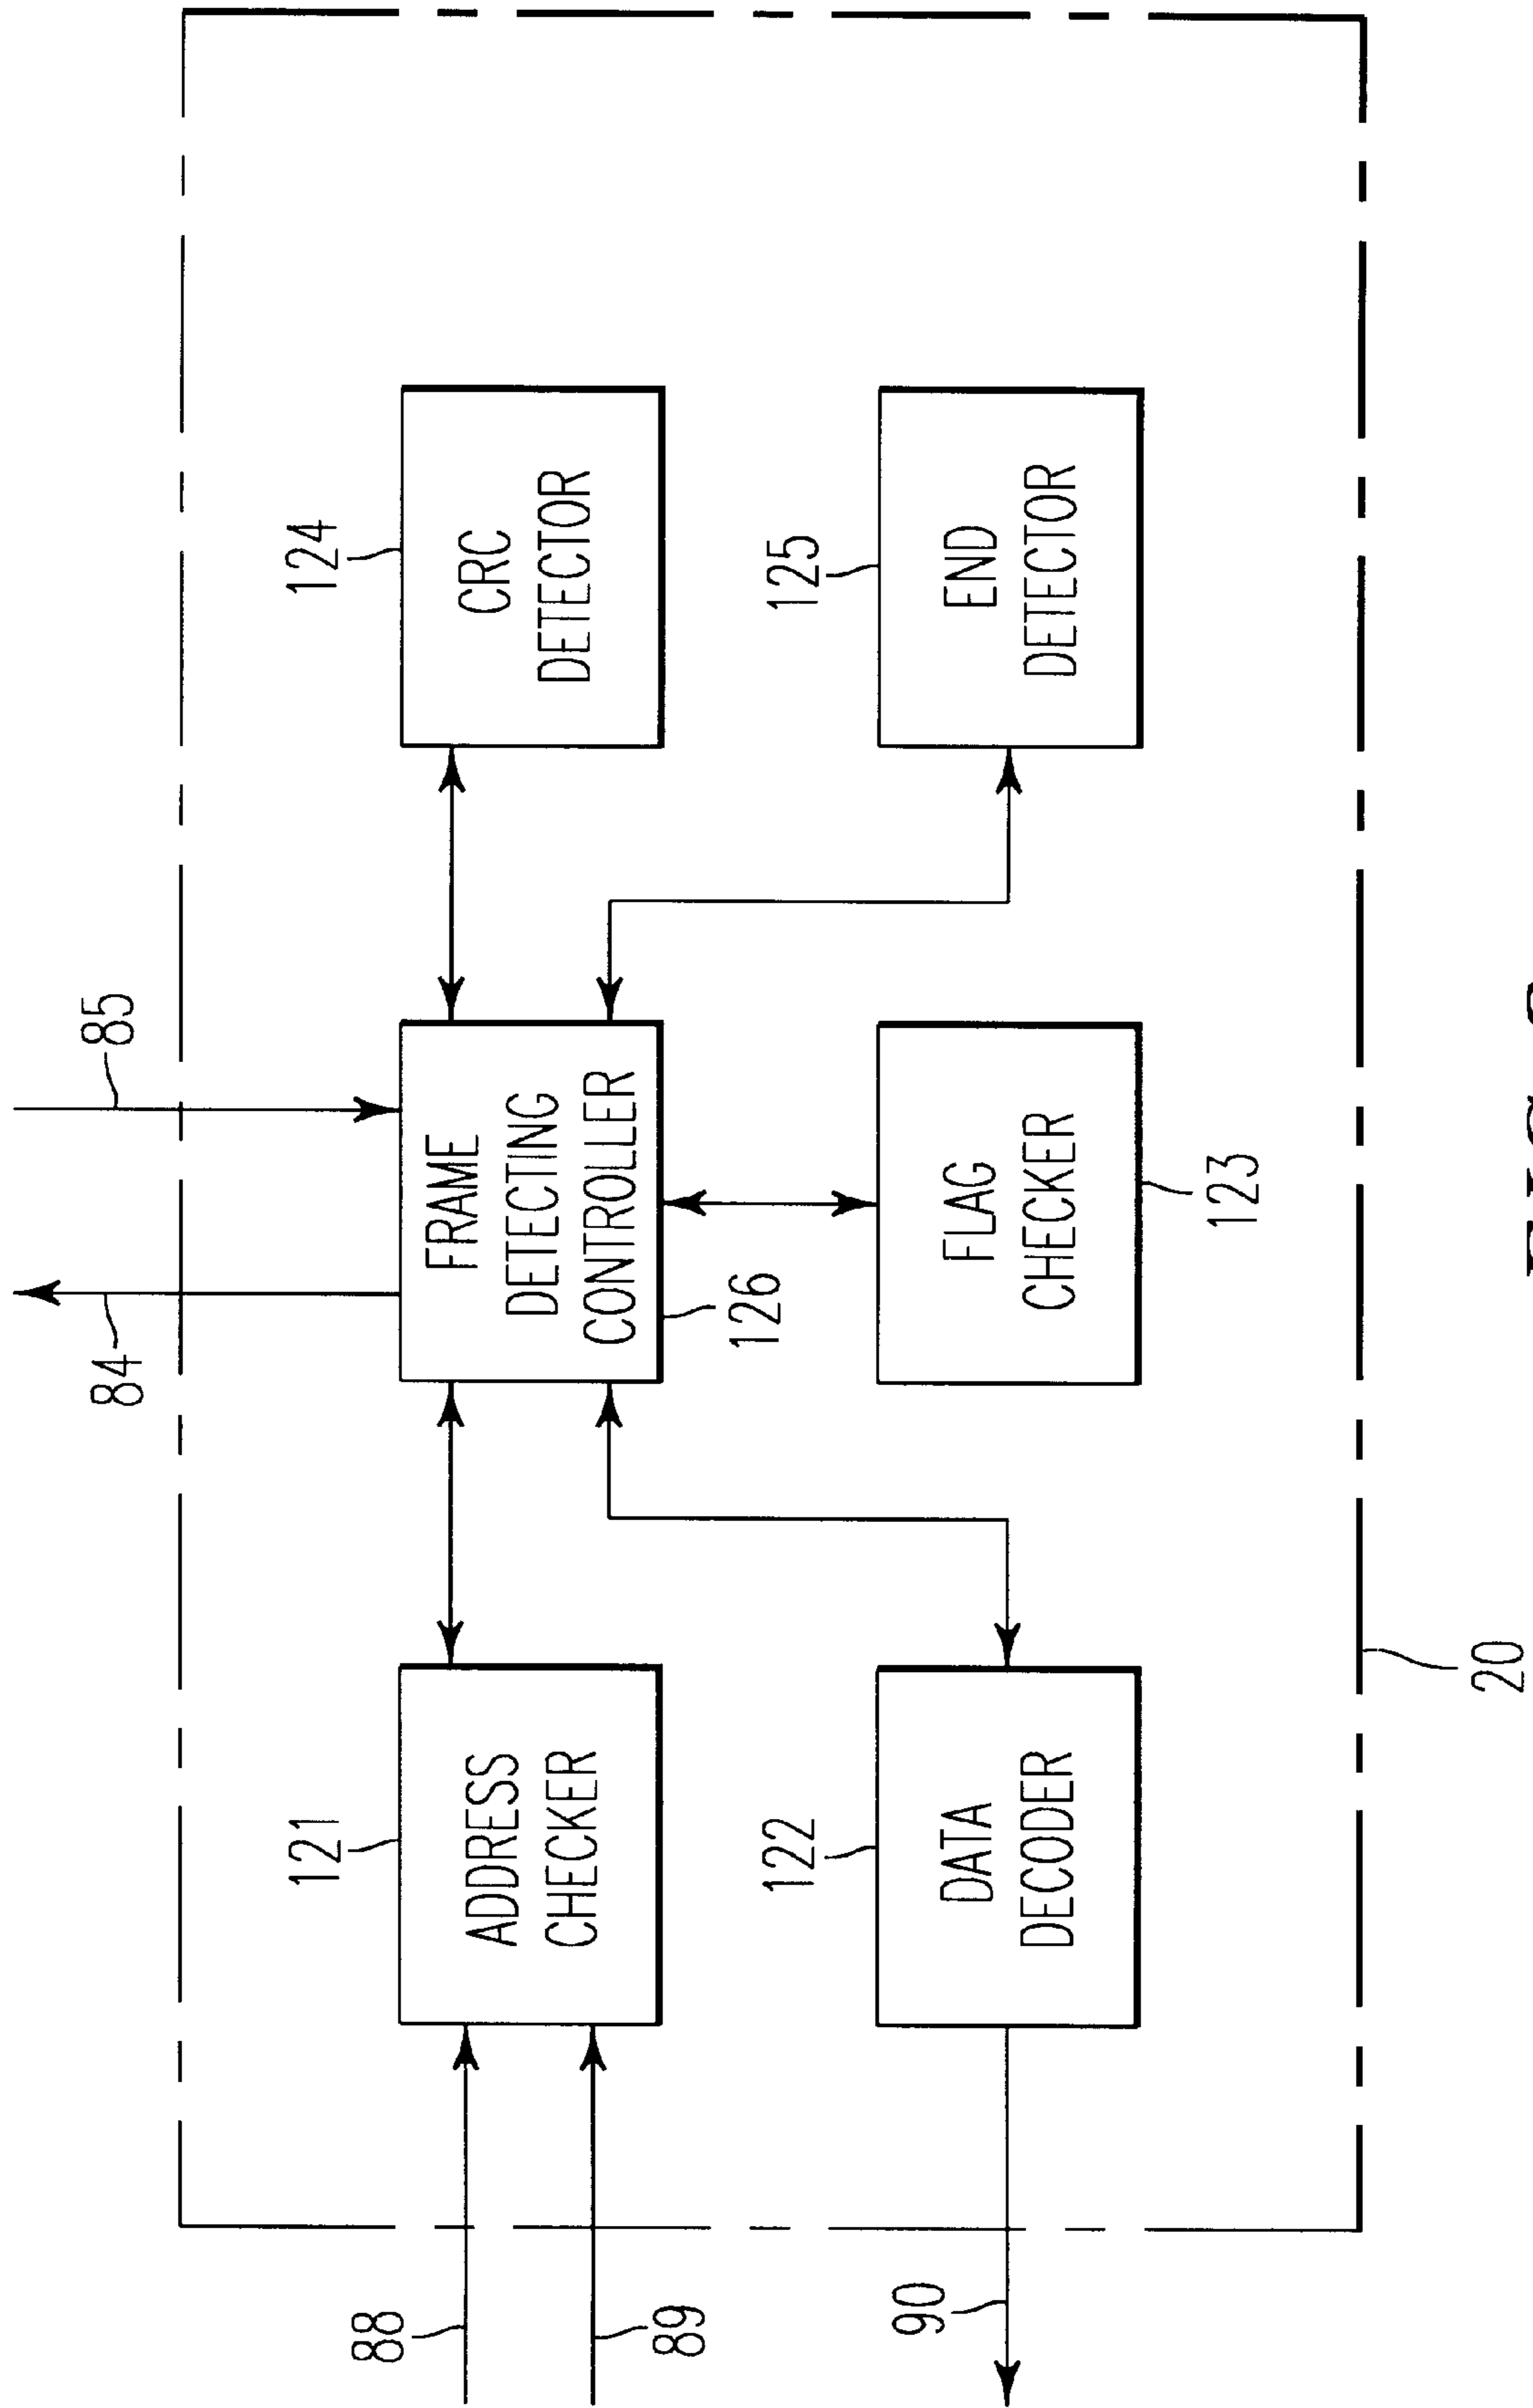 84
85
88
89
90
121
ADDRESS
CHECKER
126
FRAME
DETECTING
CONTROLLER
124
CRC
DETECTOR
122
DATA
DECODER
123
FLAG
CHECKER
125
END
DETECTOR
20